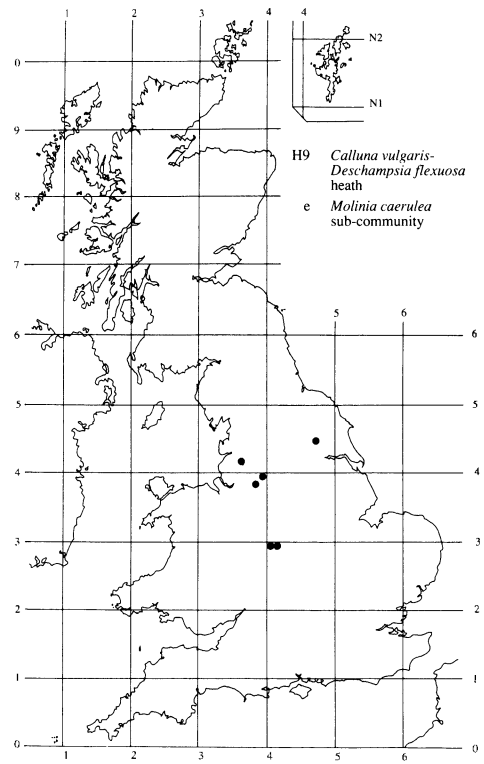 1 2 3 4
4
N2
N1
0
9
8
7
6
5
4
3
2
1
0
H9 Calluna vulgaris-
Deschampsia flexuosa
heath
e Molinia caerulea
sub-community
5 6
6
5
4
3
2
1
0
1 2 3 4 5 6